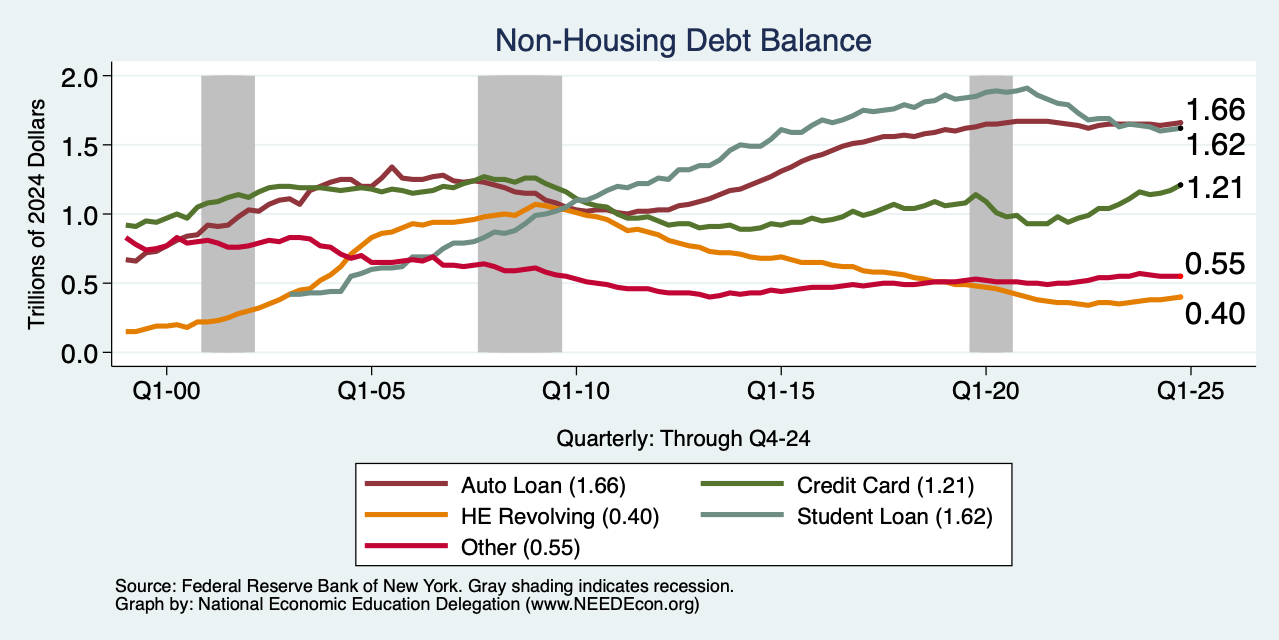 Non-Housing Debt Balance
Trillions of 2024 Dollars
2.0
1.5
1.0
0.5
0.0
1.66
1.62
1.21
0.55
0.40
Q1-00 Q1-05 Q1-10 Q1-15 Q1-20 Q1-25
Quarterly: Through Q4-24
Auto Loan (1.66) Credit Card (1.21)
HE Revolving (0.40) Student Loan (1.62)
Other (0.55)
Source: Federal Reserve Bank of New York. Gray shading indicates recession.
Graph by: National Economic Education Delegation (www.NEEDEcon.org)